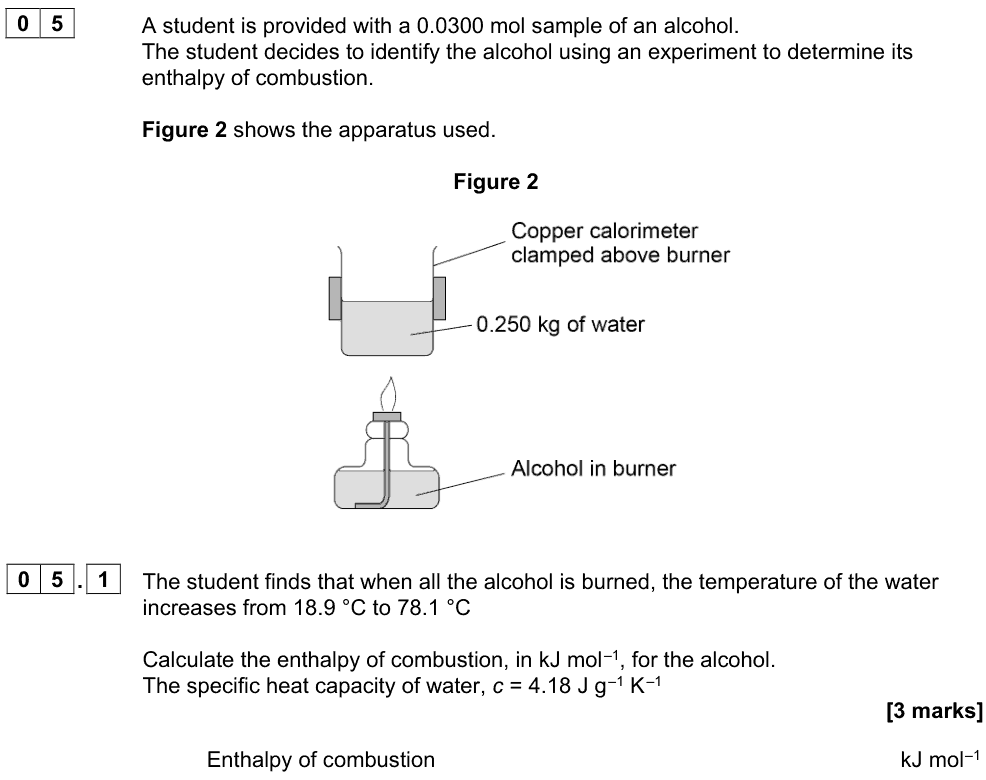 0 5 A student is provided with a 0.0300 mol sample of an alcohol.
The student decides to identify the alcohol using an experiment to determine its
enthalpy of combustion.
Figure 2 shows the apparatus used.
Figure 2
Copper calorimeter
clamped above burner
0.250 kg of water
Alcohol in burner
0 5 . 1 The student finds that when all the alcohol is burned, the temperature of the water
increases from 18.9 °C to 78.1 °C
Calculate the enthalpy of combustion, in kJ mol⁻¹, for the alcohol.
The specific heat capacity of water, c = 4.18 J g⁻¹ K⁻¹
[3 marks]
Enthalpy of combustion kJ mol⁻¹